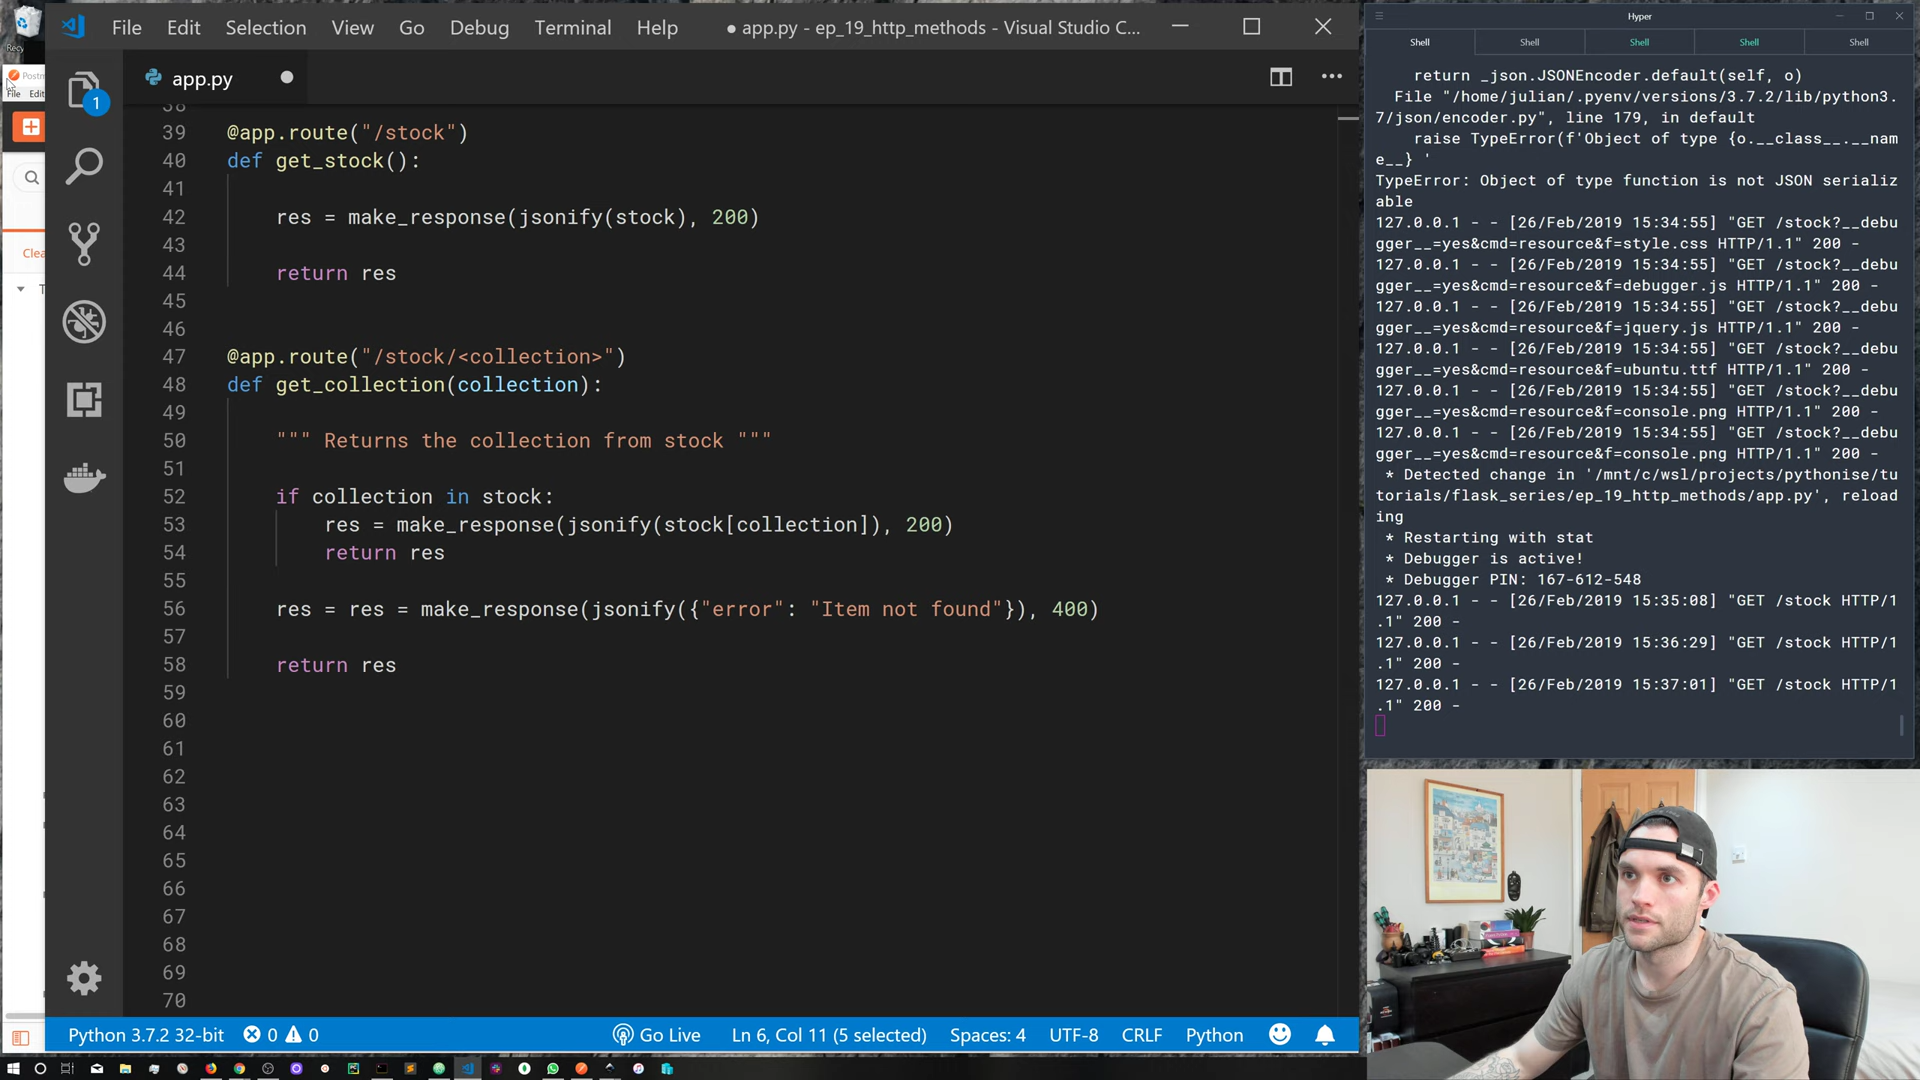 File Edit Selection View Go Debug Terminal Help ● app.py - ep_19_http_methods - Visual Studio C...
app.py
38
39 @app.route("/stock")
40 def get_stock():
41
42 res = make_response(jsonify(stock), 200)
43
44 return res
45
46
47 @app.route("/stock/<collection>")
48 def get_collection(collection):
49
50 """ Returns the collection from stock """
51
52 if collection in stock:
53 res = make_response(jsonify(stock[collection]), 200)
54 return res
55
56 res = res = make_response(jsonify({"error": "Item not found"}), 400)
57
58 return res
59
60
61
62
63
64
65
66
67
68
69
70
1
Python 3.7.2 32-bit 0 0 Go Live Ln 6, Col 11 (5 selected) Spaces: 4 UTF-8 CRLF Python
Postm
File Edit
Clea
Hyper
Shell Shell Shell Shell Shell
return _json.JSONEncoder.default(self, o)
File "/home/julian/.pyenv/versions/3.7.2/lib/python3.
7/json/encoder.py", line 179, in default
raise TypeError(f'Object of type {o.__class__.__nam
e__} '
TypeError: Object of type function is not JSON serializ
able
127.0.0.1 - - [26/Feb/2019 15:34:55] "GET /stock?__debu
gger__=yes&cmd=resource&f=style.css HTTP/1.1" 200 -
127.0.0.1 - - [26/Feb/2019 15:34:55] "GET /stock?__debu
gger__=yes&cmd=resource&f=debugger.js HTTP/1.1" 200 -
127.0.0.1 - - [26/Feb/2019 15:34:55] "GET /stock?__debu
gger__=yes&cmd=resource&f=jquery.js HTTP/1.1" 200 -
127.0.0.1 - - [26/Feb/2019 15:34:55] "GET /stock?__debu
gger__=yes&cmd=resource&f=ubuntu.ttf HTTP/1.1" 200 -
127.0.0.1 - - [26/Feb/2019 15:34:55] "GET /stock?__debu
gger__=yes&cmd=resource&f=console.png HTTP/1.1" 200 -
127.0.0.1 - - [26/Feb/2019 15:34:55] "GET /stock?__debu
gger__=yes&cmd=resource&f=console.png HTTP/1.1" 200 -
* Detected change in '/mnt/c/wsl/projects/pythonise/tu
torials/flask_series/ep_19_http_methods/app.py', reload
ing
* Restarting with stat
* Debugger is active!
* Debugger PIN: 167-612-548
127.0.0.1 - - [26/Feb/2019 15:35:08] "GET /stock HTTP/1
.1" 200 -
127.0.0.1 - - [26/Feb/2019 15:36:29] "GET /stock HTTP/1
.1" 200 -
127.0.0.1 - - [26/Feb/2019 15:37:01] "GET /stock HTTP/1
.1" 200 -